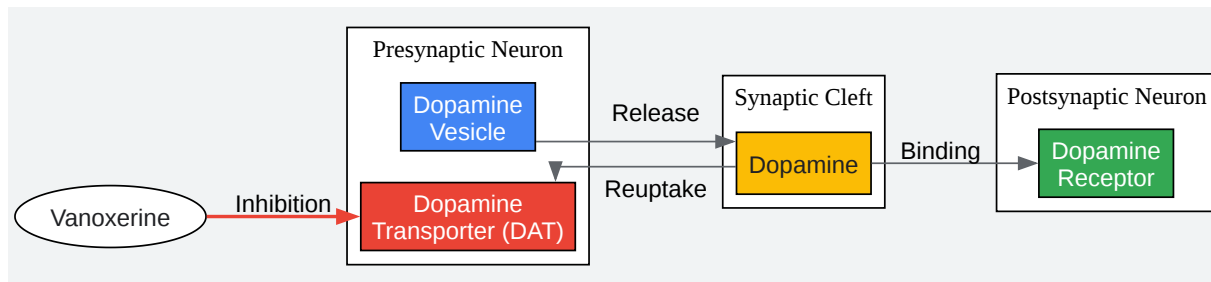 Presynaptic Neuron
Dopamine
Vesicle
Release
Synaptic Cleft
Dopamine
Postsynaptic Neuron
Binding
Dopamine
Receptor
Reuptake
Vanoxerine
Inhibition
Dopamine
Transporter (DAT)